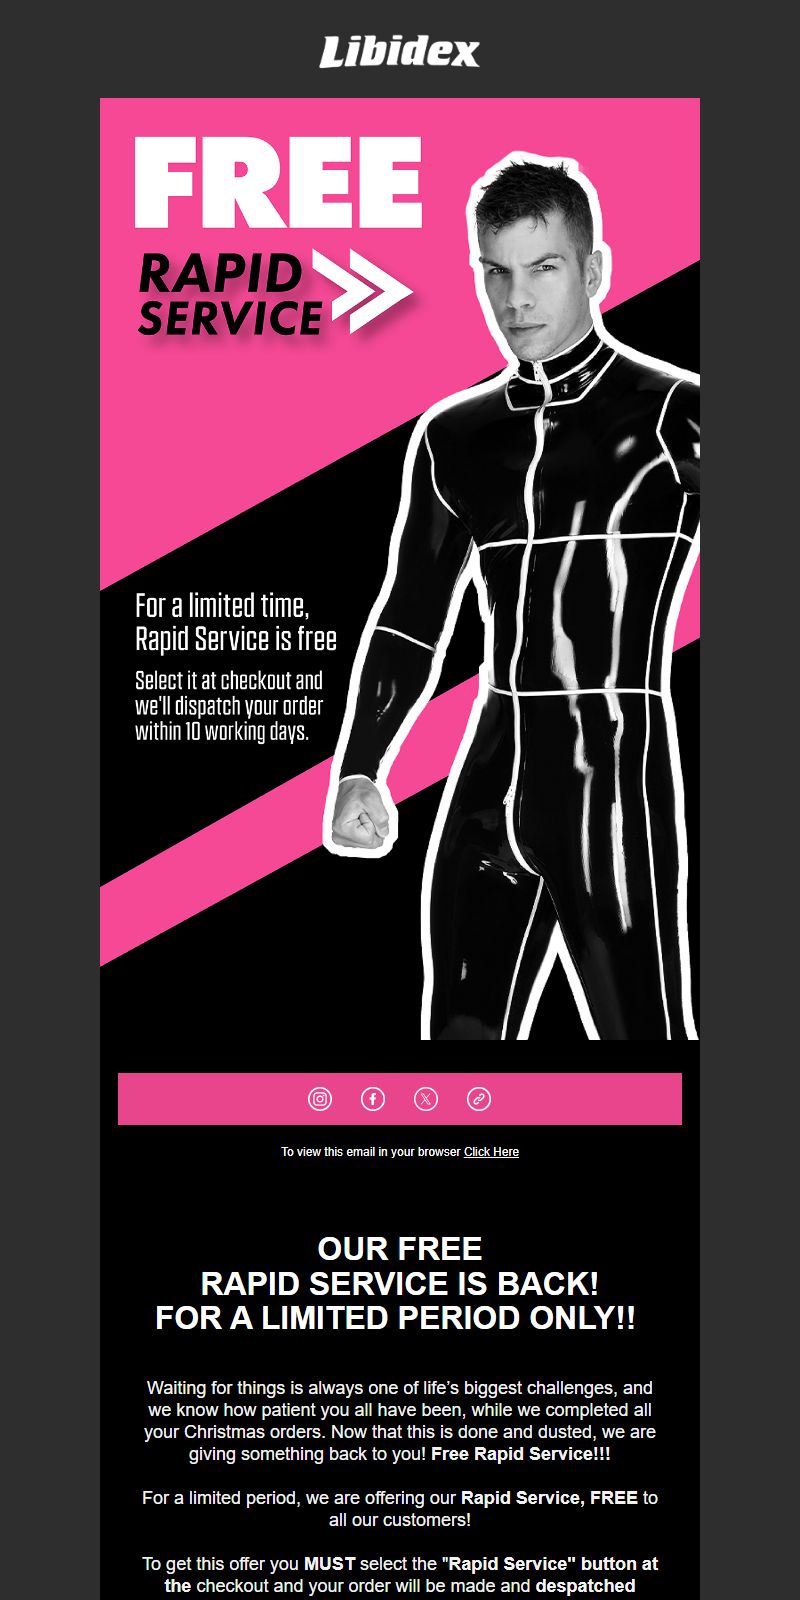 Libidex
FREE
RAPID
SERVICE
For a limited time,
Rapid Service is free
Select it at checkout and
we'll dispatch your order
within 10 working days.
To view this email in your browser Click Here
OUR FREE
RAPID SERVICE IS BACK!
FOR A LIMITED PERIOD ONLY!!
Waiting for things is always one of life’s biggest challenges, and
we know how patient you all have been, while we completed all
your Christmas orders. Now that this is done and dusted, we are
giving something back to you! Free Rapid Service!!!
For a limited period, we are offering our Rapid Service, FREE to
all our customers!
To get this offer you MUST select the "Rapid Service" button at
the checkout and your order will be made and despatched